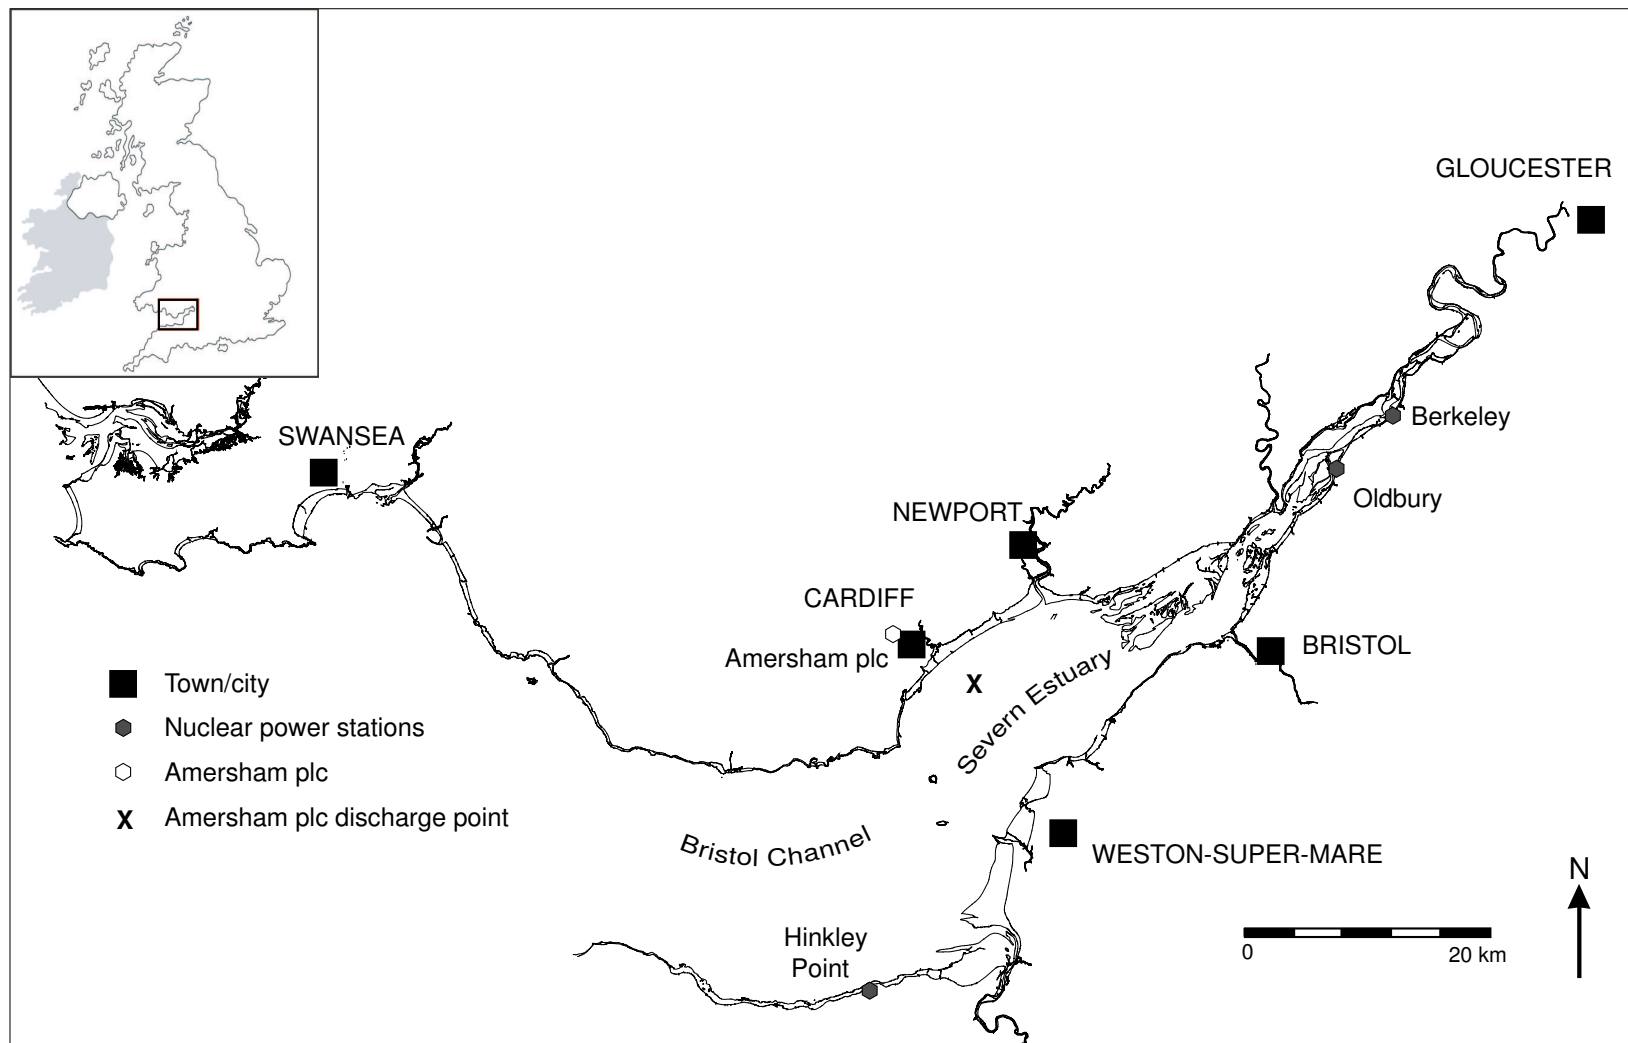 GLOUCESTER
Berkeley
SWANSEA
Oldbury
NEWPORT
CARDIFF
Amersham plc
BRISTOL
Severn Estuary
X
Town/city
Nuclear power stations
Amersham plc
X Amersham plc discharge point
Bristol Channel
WESTON-SUPER-MARE
N
Hinkley
Point
0 20 km